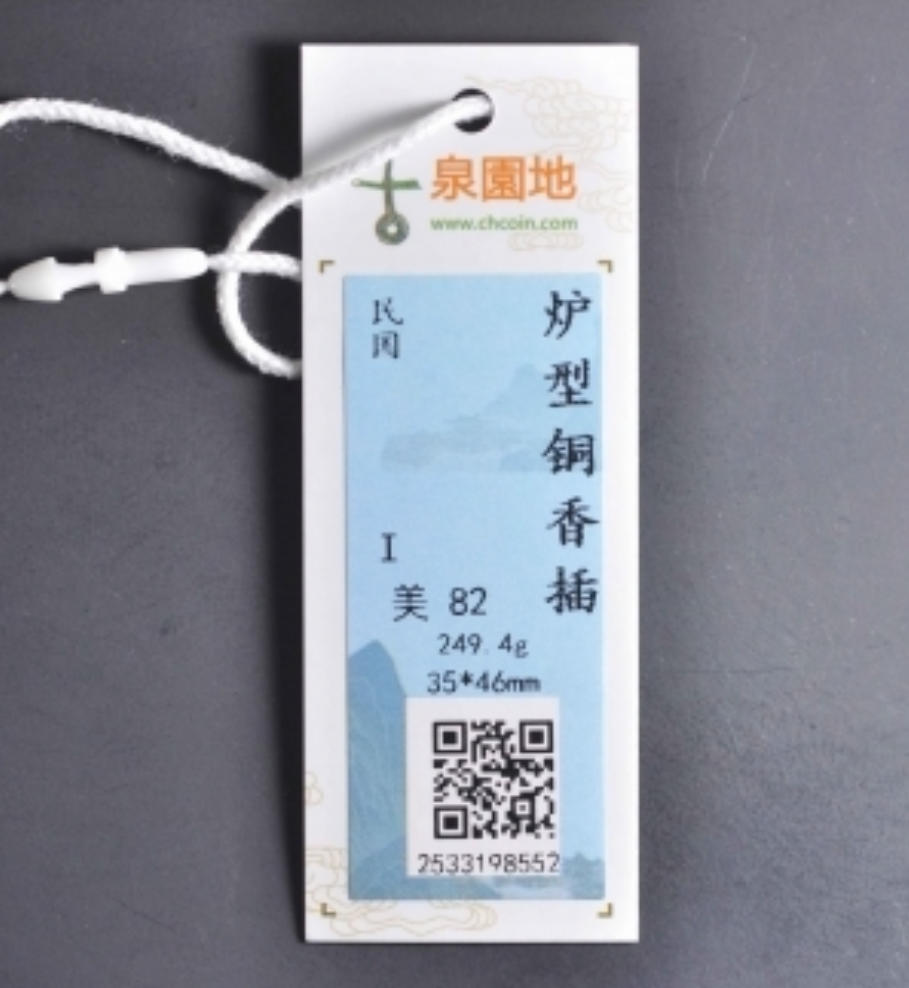 泉園地
www.chcoin.com
炉型铜香插
民国
I
美 82
249.4g
35*46mm
2533198552